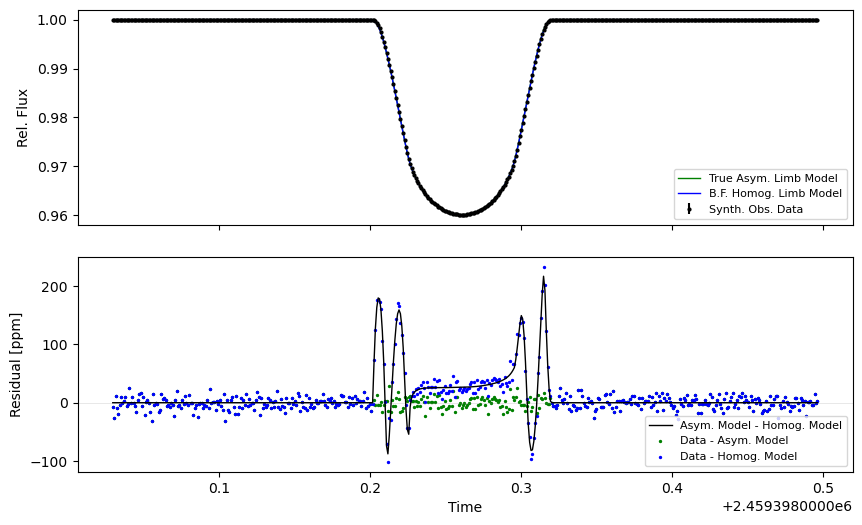 1.00
0.99
0.98
0.97
0.96
Rel. Flux
True Asym. Limb Model
B.F. Homog. Limb Model
Synth. Obs. Data
200
100
0
−100
Residual [ppm]
Asym. Model - Homog. Model
Data - Asym. Model
Data - Homog. Model
0.1 0.2 0.3 0.4 0.5
Time
+2.4593980000e6